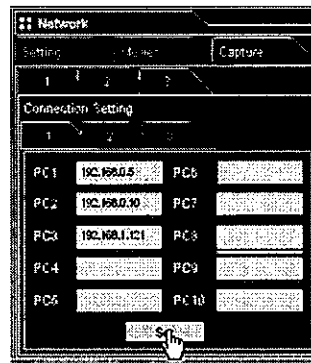 Network
Setting Capture
1 2 3
Connection Setting
1 2 3
PC1 192.168.0.5 PC6
PC2 192.168.0.10 PC7
PC3 192.168.1.121 PC8
PC4 PC9
PC5 PC10